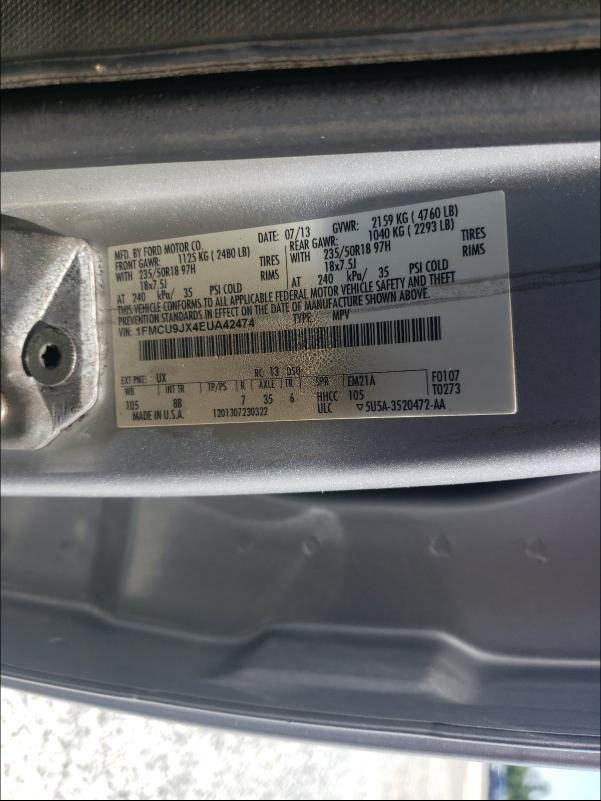 MFD. BY FORD MOTOR CO. DATE: 07/13 GVWR: 2159 KG ( 4760 LB)
FRONT GAWR: 1125 KG ( 2480 LB) REAR GAWR: 1040 KG ( 2293 LB)
WITH 235/50R18 97H TIRES WITH 235/50R18 97H TIRES
18x7.5J RIMS 18x7.5J RIMS
AT 240 kPa/ 35 PSI COLD AT 240 kPa/ 35 PSI COLD
THIS VEHICLE CONFORMS TO ALL APPLICABLE FEDERAL MOTOR VEHICLE SAFETY AND THEFT
PREVENTION STANDARDS IN EFFECT ON THE DATE OF MANUFACTURE SHOWN ABOVE.
VIN: 1FMCU9JX4EUA42474 TYPE: MPV
EXT PNT: UX RC: 13 DSO: F0107
WB INT TR TP/PS R AXLE TR SPR EM21A T0273
105 8B 7 35 6 HHCC 105
MADE IN U.S.A. 1201307230322 ULC ▽5U5A-3520472-AA